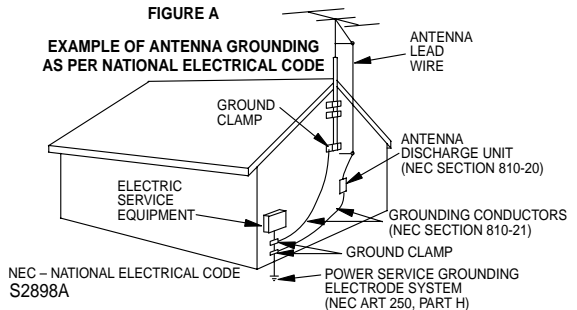 FIGURE A
EXAMPLE OF ANTENNA GROUNDING
AS PER NATIONAL ELECTRICAL CODE
ANTENNA
LEAD
WIRE
GROUND
CLAMP
ANTENNA
DISCHARGE UNIT
(NEC SECTION 810-20)
ELECTRIC
SERVICE
EQUIPMENT
GROUNDING CONDUCTORS
(NEC SECTION 810-21)
GROUND CLAMP
POWER SERVICE GROUNDING
ELECTRODE SYSTEM
(NEC ART 250, PART H)
NEC – NATIONAL ELECTRICAL CODE
S2898A